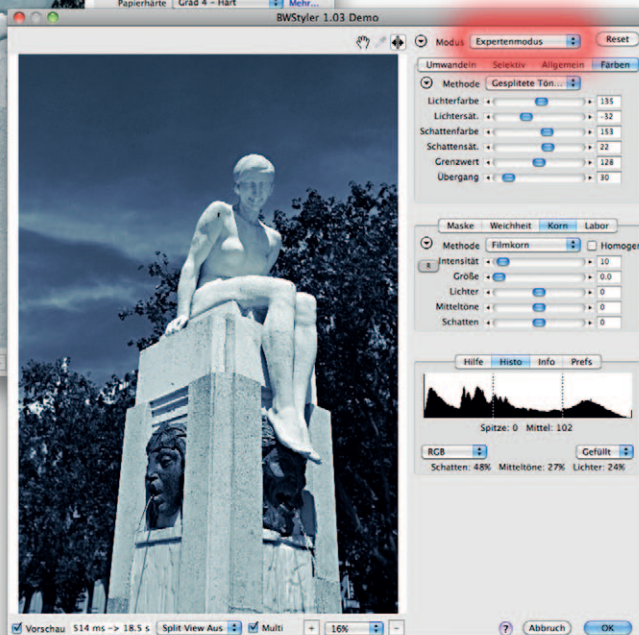 Papierhärte Grad 4 – Hart Mehr...
BWStyler 1.03 Demo
Modus Expertenmodus Reset
Umwandeln Selektiv Allgemein Färben
Methode Gesplitete Tön...
Lichterfarbe 135
Lichtersät. -32
Schattenfarbe 153
Schattensät. 22
Grenzwert 128
Übergang 30
Maske Weichheit Korn Labor
Methode Filmkorn Homogen
R Intensität 10
Größe 0.0
Lichter 0
Mitteltöne 0
Schatten 0
Hilfe Histo Info Prefs
Spitze: 0 Mittel: 102
RGB Gefüllt
Schatten: 48% Mitteltöne: 27% Lichter: 24%
Vorschau 514 ms -> 18.5 s Split View Aus Multi + 16% - ? Abbruch OK